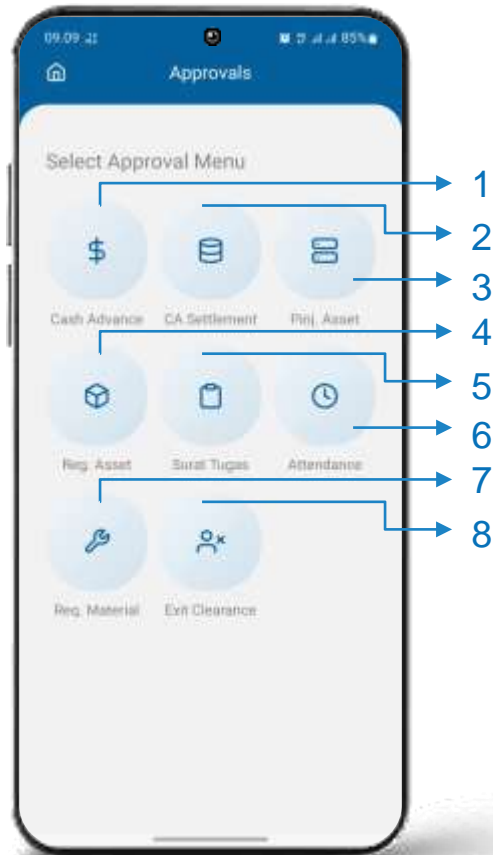 09.09
85%
Approvals
Select Approval Menu
1
2
3
Cash Advance CA Settlement Pinj. Asset
4
5
6
Req. Asset Surat Tugas Attendance
7
8
Req. Material Exit Clearance